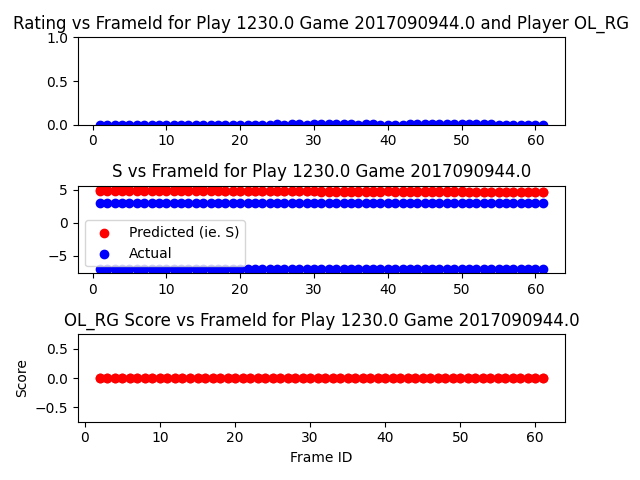 Rating vs FrameId for Play 1230.0 Game 2017090944.0 and Player OL_RG
1.0
0.5
0.0
0 10 20 30 40 50 60
S vs FrameId for Play 1230.0 Game 2017090944.0
5
0
−5
Predicted (ie. S)
Actual
0 10 20 30 40 50 60
OL_RG Score vs FrameId for Play 1230.0 Game 2017090944.0
Score
0.5
0.0
−0.5
0 10 20 30 40 50 60
Frame ID